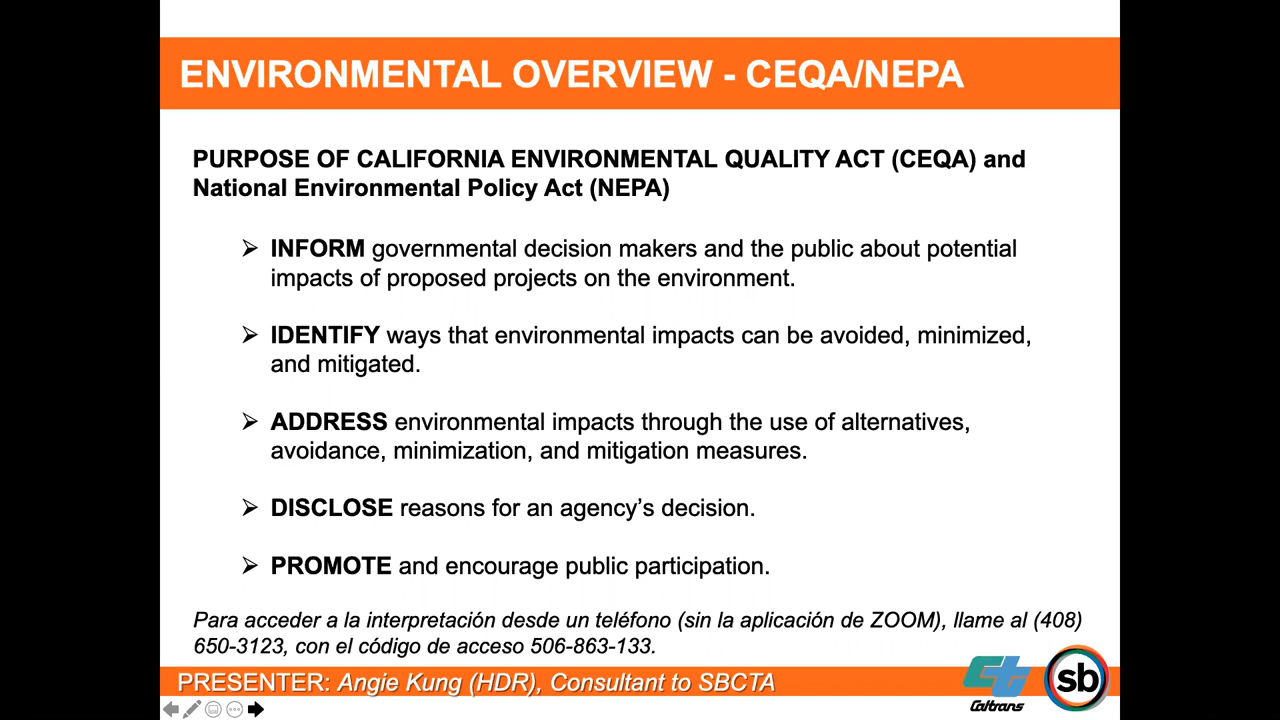 ENVIRONMENTAL OVERVIEW - CEQA/NEPA
PURPOSE OF CALIFORNIA ENVIRONMENTAL QUALITY ACT (CEQA) and
National Environmental Policy Act (NEPA)
➢ INFORM governmental decision makers and the public about potential
impacts of proposed projects on the environment.
➢ IDENTIFY ways that environmental impacts can be avoided, minimized,
and mitigated.
➢ ADDRESS environmental impacts through the use of alternatives,
avoidance, minimization, and mitigation measures.
➢ DISCLOSE reasons for an agency’s decision.
➢ PROMOTE and encourage public participation.
Para acceder a la interpretación desde un teléfono (sin la aplicación de ZOOM), llame al (408)
650-3123, con el código de acceso 506-863-133.
PRESENTER: Angie Kung (HDR), Consultant to SBCTA
Caltrans
sb